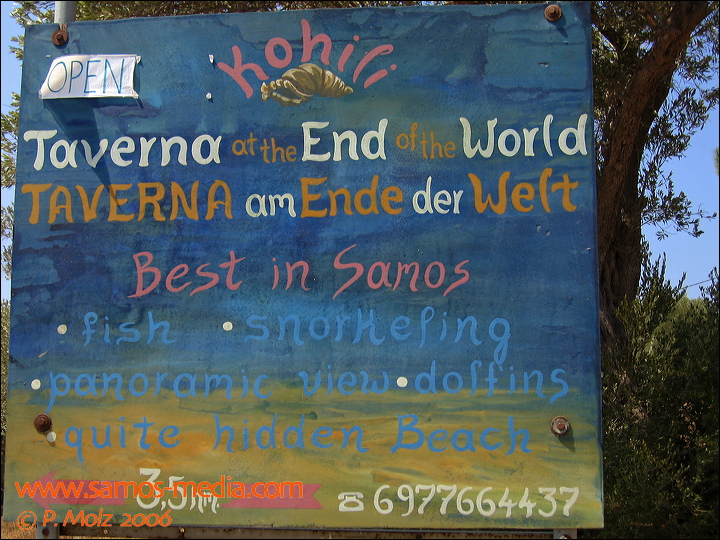 Kohili
OPEN
Taverna at the End of the World
TAVERNA am Ende der Welt
Best in Samos
• fish • snorkeling
• panoramic view • dolfins
• quite hidden Beach
www.samos-media.com
3,5 ☎ 6977664437
© P. Molz 2006